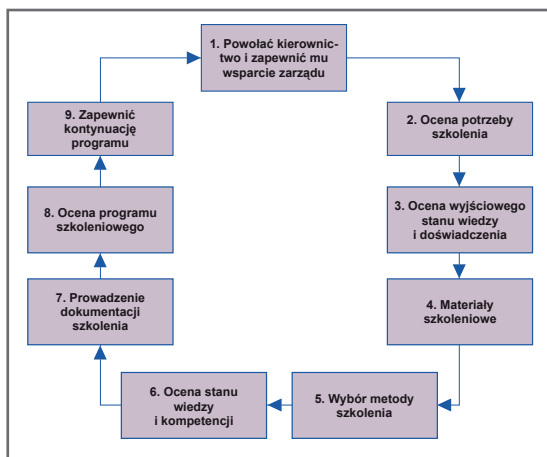 1. Powołać kierownic-
two i zapewnić mu
wsparcie zarządu
2. Ocena potrzeby
szkolenia
3. Ocena wyjściowego
stanu wiedzy
i doświadczenia
4. Materiały
szkoleniowe
5. Wybór metody
szkolenia
6. Ocena stanu
wiedzy
i kompetencji
7. Prowadzenie
dokumentacji
szkolenia
8. Ocena programu
szkoleniowego
9. Zapewnić
kontynuację
programu